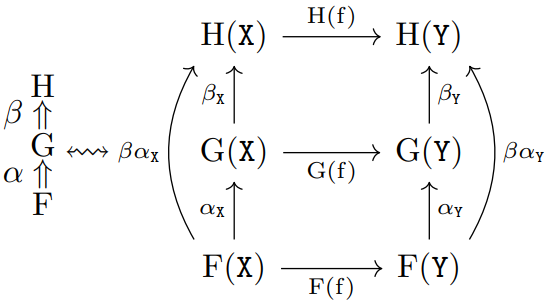 H(f)
H(X) H(Y)
H
β β_X β_Y
G βα_X G(X) G(Y) βα_Y
G(f)
α α_X α_Y
F
F(X) F(Y)
F(f)